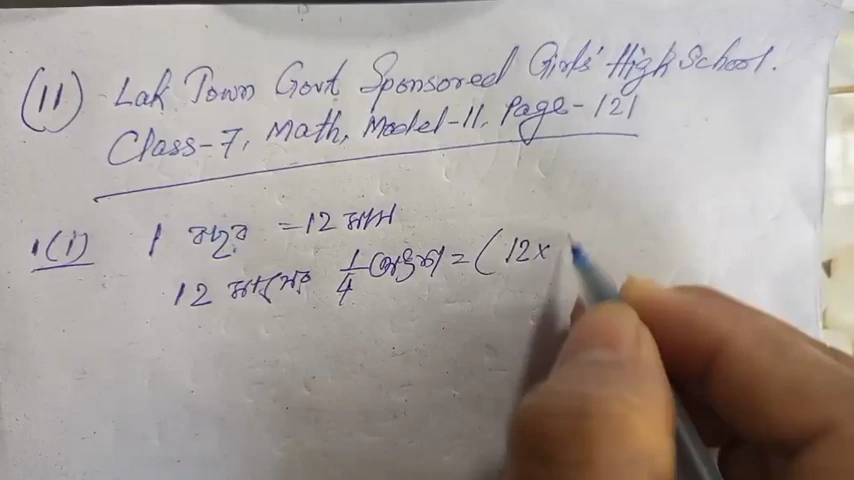 (11) Lak Town Govt Sponsored Girls' High School.
Class-7, Math, Model-11, Page-121
1(i) 1 বছর = 12 মাস
12 মাসের 1/4 অংশ = (12×